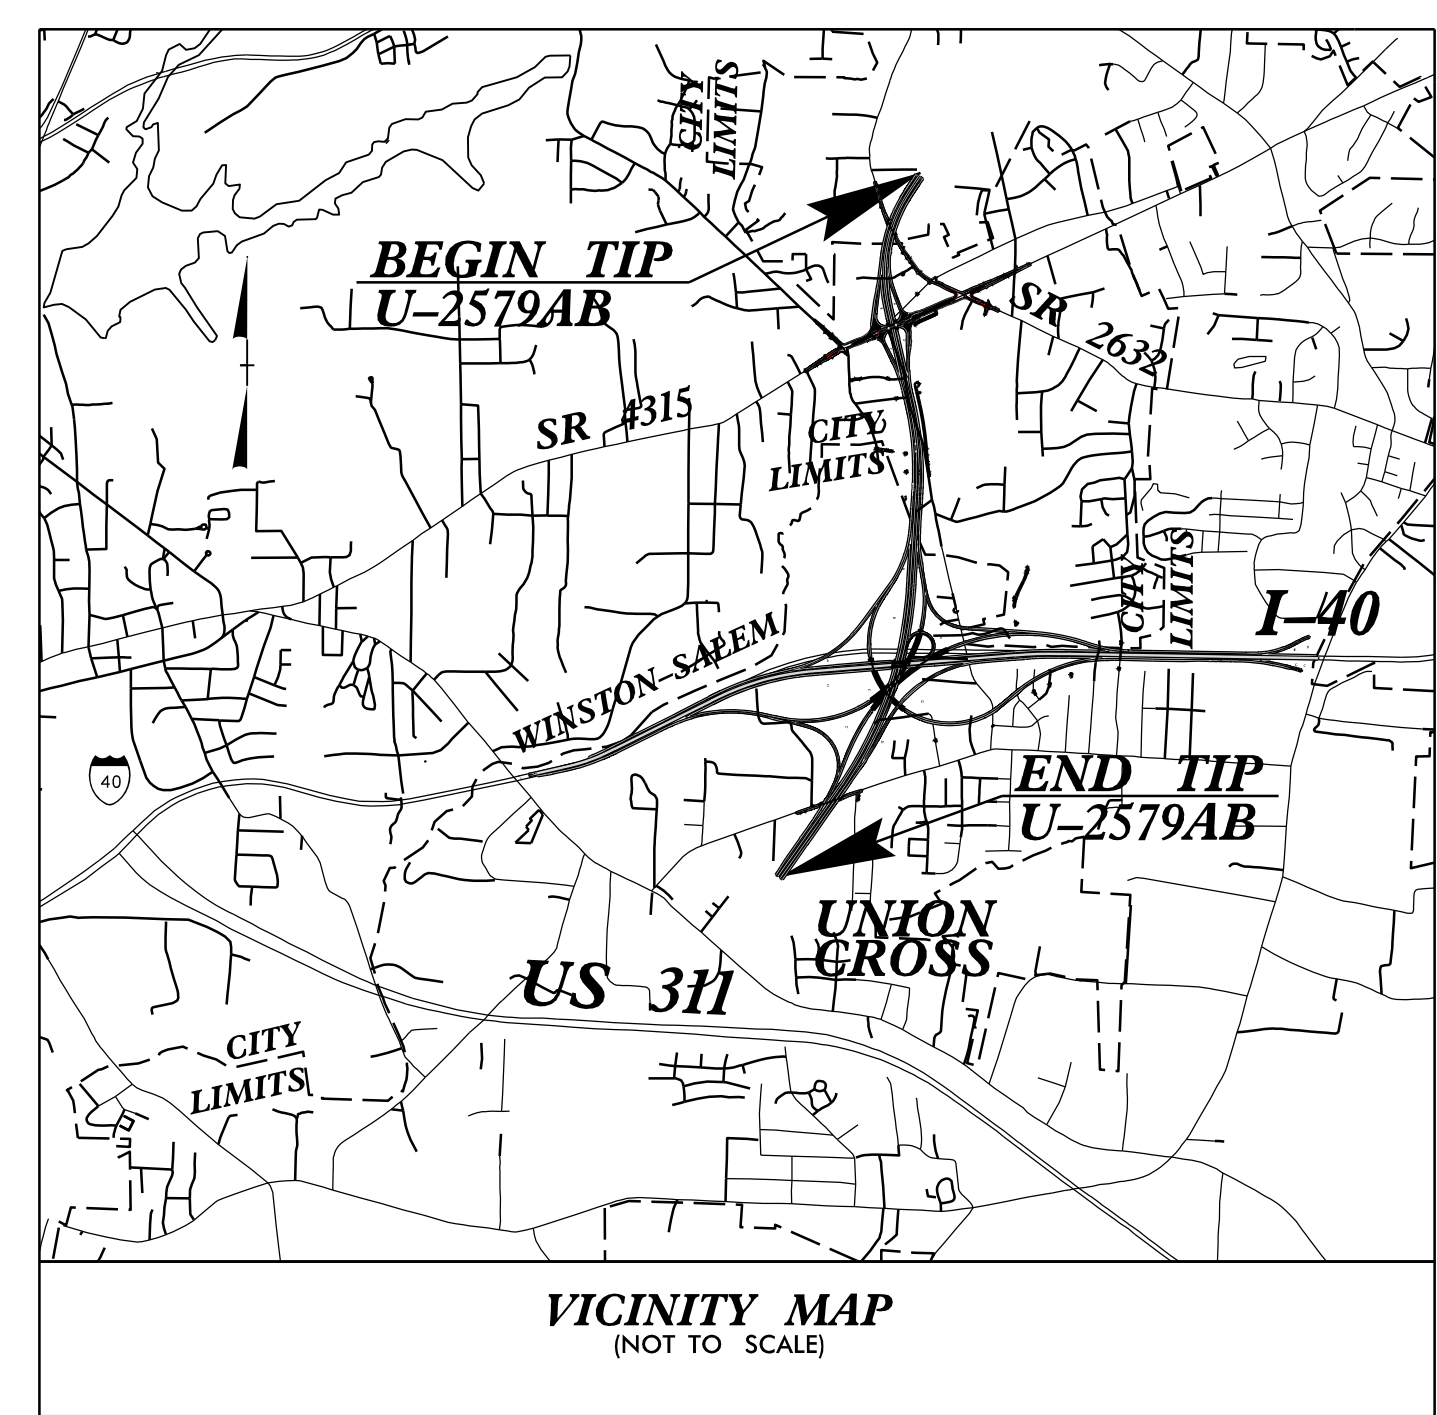 CITY
LIMITS
BEGIN TIP
U–2579AB
SR 2632
SR 4315
CITY
LIMITS
CITY
LIMITS
I–40
WINSTON–SALEM
40
END TIP
U–2579AB
UNION
CROSS
US 311
CITY
LIMITS
VICINITY MAP
(NOT TO SCALE)